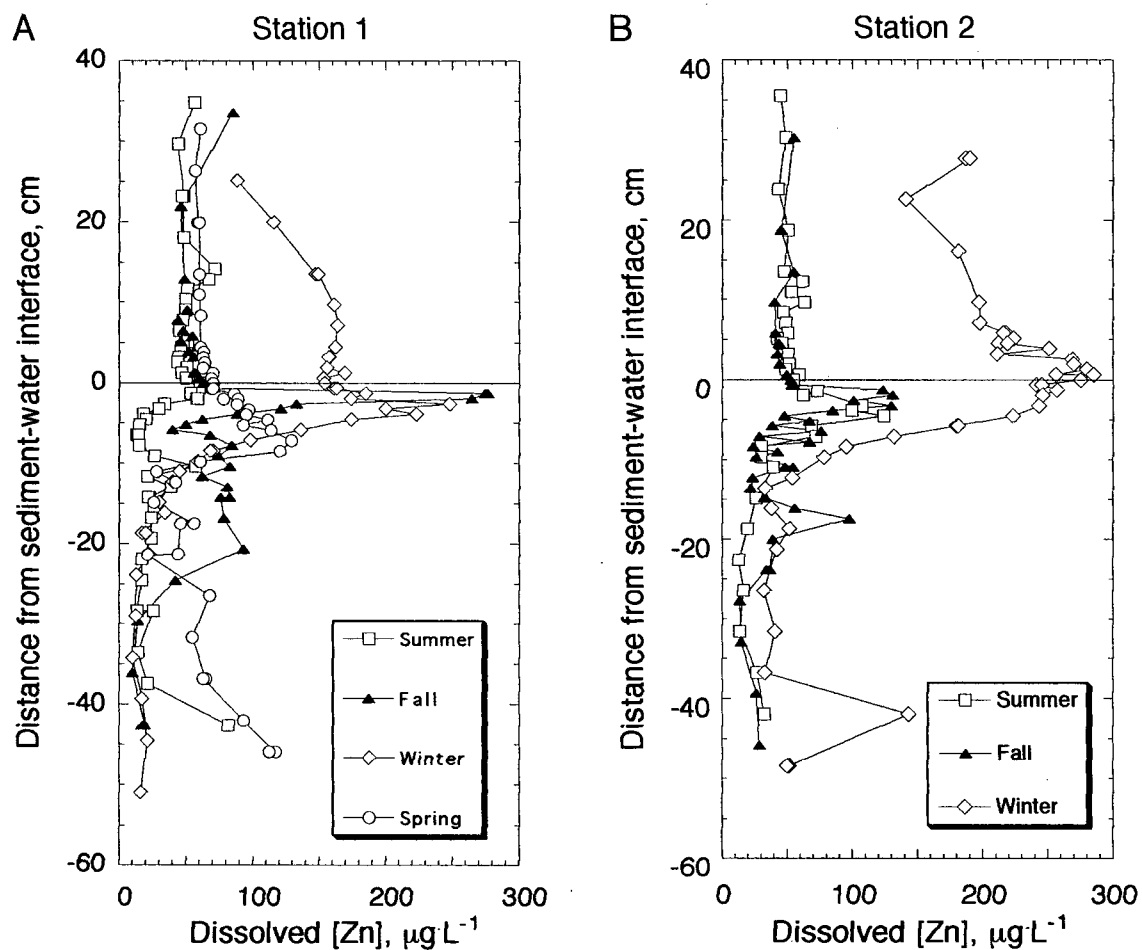 A
Station 1
Distance from sediment-water interface, cm
40
20
0
-20
-40
-60
0
100
200
300
Dissolved [Zn], μg·L⁻¹
Summer
Fall
Winter
Spring
B
Station 2
Distance from sediment-water interface, cm
40
20
0
-20
-40
-60
0
100
200
300
Dissolved [Zn], μg·L⁻¹
Summer
Fall
Winter